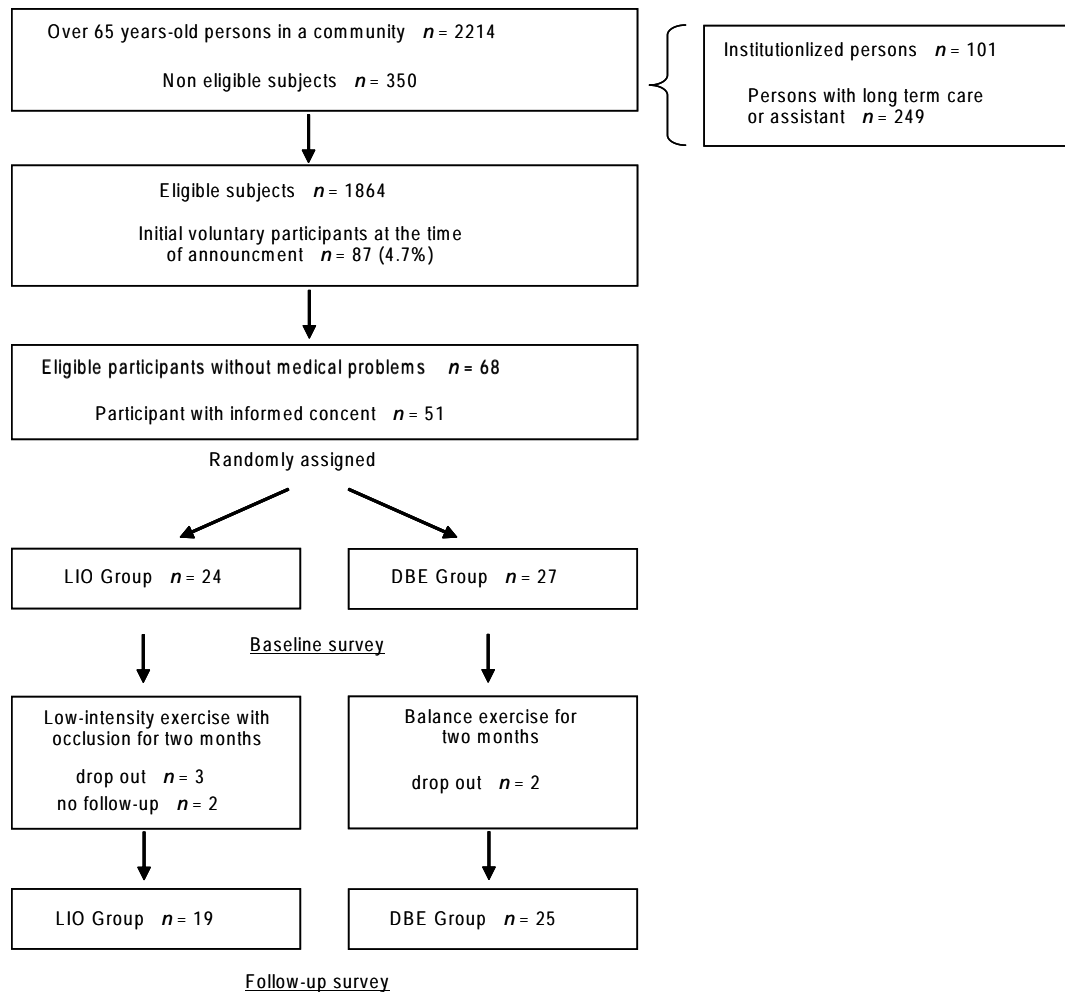 Over 65 years-old persons in a community n = 2214
Non eligible subjects n = 350
Institutionlized persons n = 101
Persons with long term care
or assistant n = 249
Eligible subjects n = 1864
Initial voluntary participants at the time
of announcment n = 87 (4.7%)
Eligible participants without medical problems n = 68
Participant with informed concent n = 51
Randomly assigned
LIO Group n = 24
DBE Group n = 27
Baseline survey
Low-intensity exercise with
occlusion for two months
drop out n = 3
no follow-up n = 2
Balance exercise for
two months
drop out n = 2
LIO Group n = 19
DBE Group n = 25
Follow-up survey